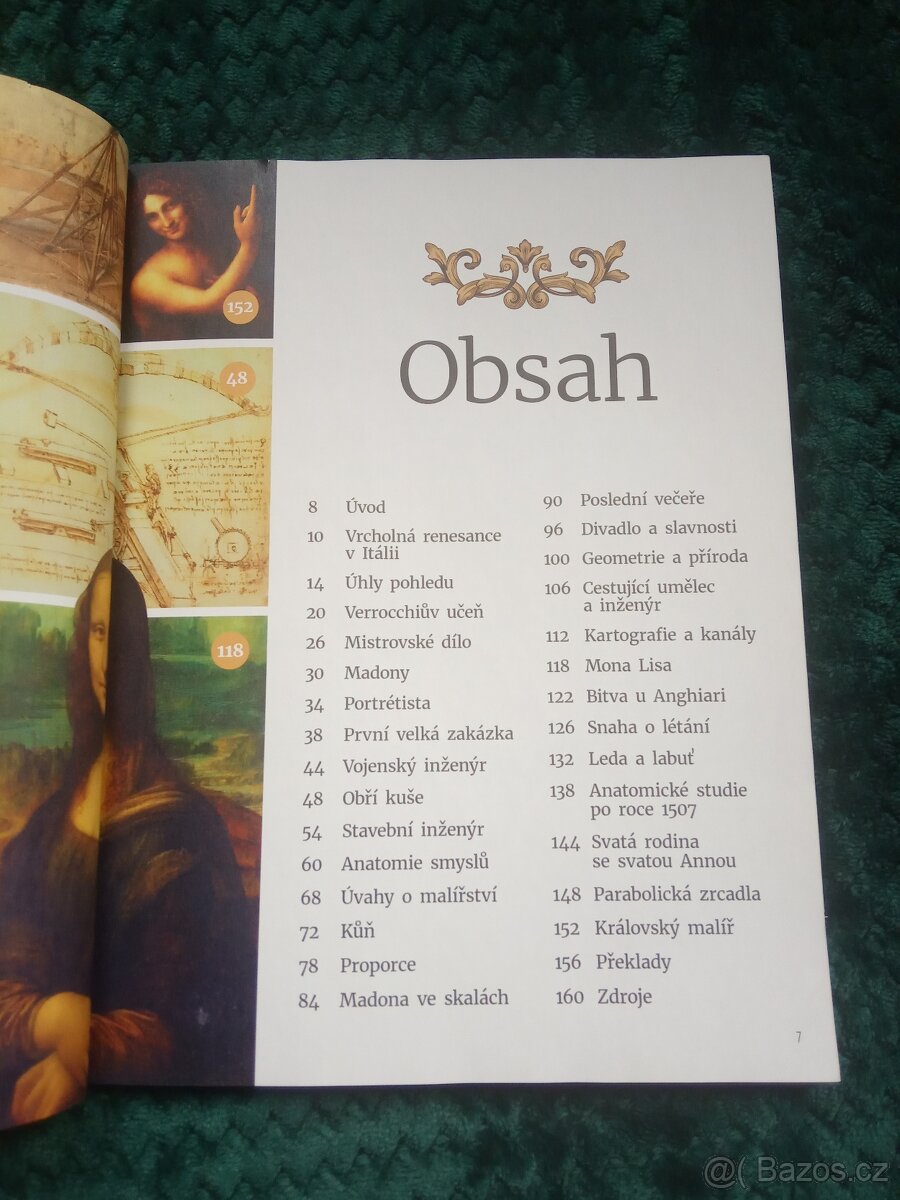 152
48
118
Obsah
8 Úvod
10 Vrcholná renesance
v Itálii
14 Úhly pohledu
20 Verrocchiův učeň
26 Mistrovské dílo
30 Madony
34 Portrétista
38 První velká zakázka
44 Vojenský inženýr
48 Obří kuše
54 Stavební inženýr
60 Anatomie smyslů
68 Úvahy o malířství
72 Kůň
78 Proporce
84 Madona ve skalách
90 Poslední večeře
96 Divadlo a slavnosti
100 Geometrie a příroda
106 Cestující umělec
a inženýr
112 Kartografie a kanály
118 Mona Lisa
122 Bitva u Anghiari
126 Snaha o létání
132 Leda a labuť
138 Anatomické studie
po roce 1507
144 Svatá rodina
se svatou Annou
148 Parabolická zrcadla
152 Královský malíř
156 Překlady
160 Zdroje
7
@( Bazos.cz